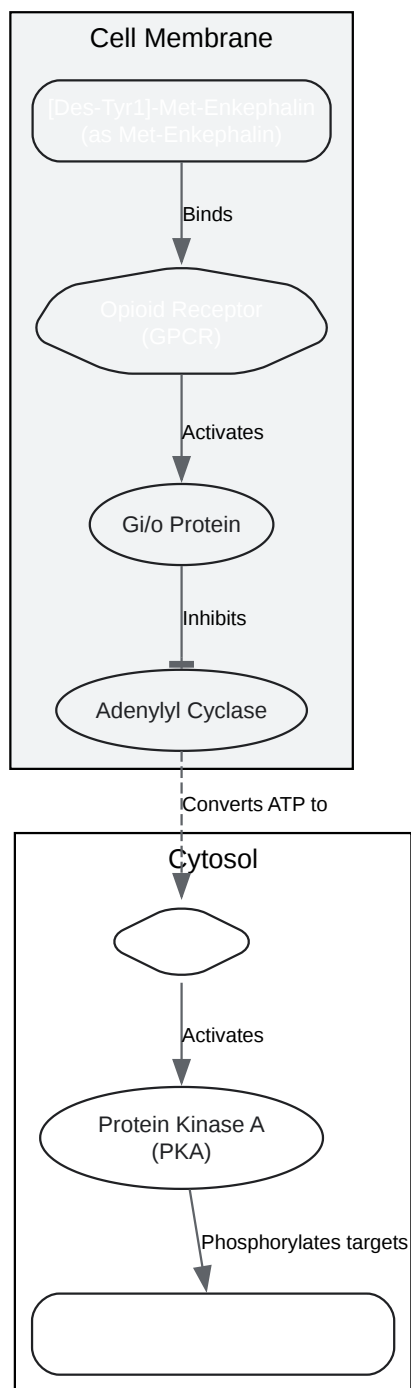 Cell Membrane
[Des-Tyr1]-Met-Enkephalin
(as Met-Enkephalin)
Binds
Opioid Receptor
(GPCR)
Activates
Gi/o Protein
Inhibits
Adenylyl Cyclase
Converts ATP to
Cytosol
Activates
Protein Kinase A
(PKA)
Phosphorylates targets